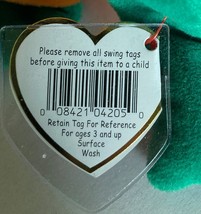 Please remove all swing tags
before giving this item to a child
0 08421 04205 0
Retain Tag For Reference
For ages 3 and up
Surface
Wash